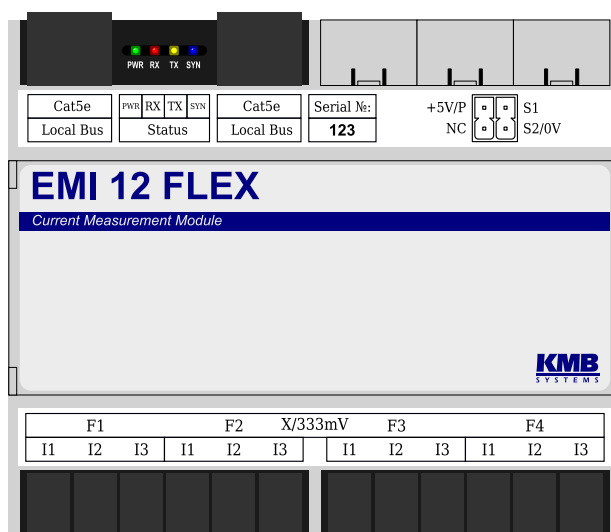 PWR RX TX SYN
Cat5e PWR RX TX SYN Cat5e Serial №: +5V/P S1
Local Bus Status Local Bus 123 NC S2/0V
EMI 12 FLEX
Current Measurement Module
KMB
SYSTEMS
F1 F2 X/333mV F3 F4
I1 I2 I3 I1 I2 I3 I1 I2 I3 I1 I2 I3